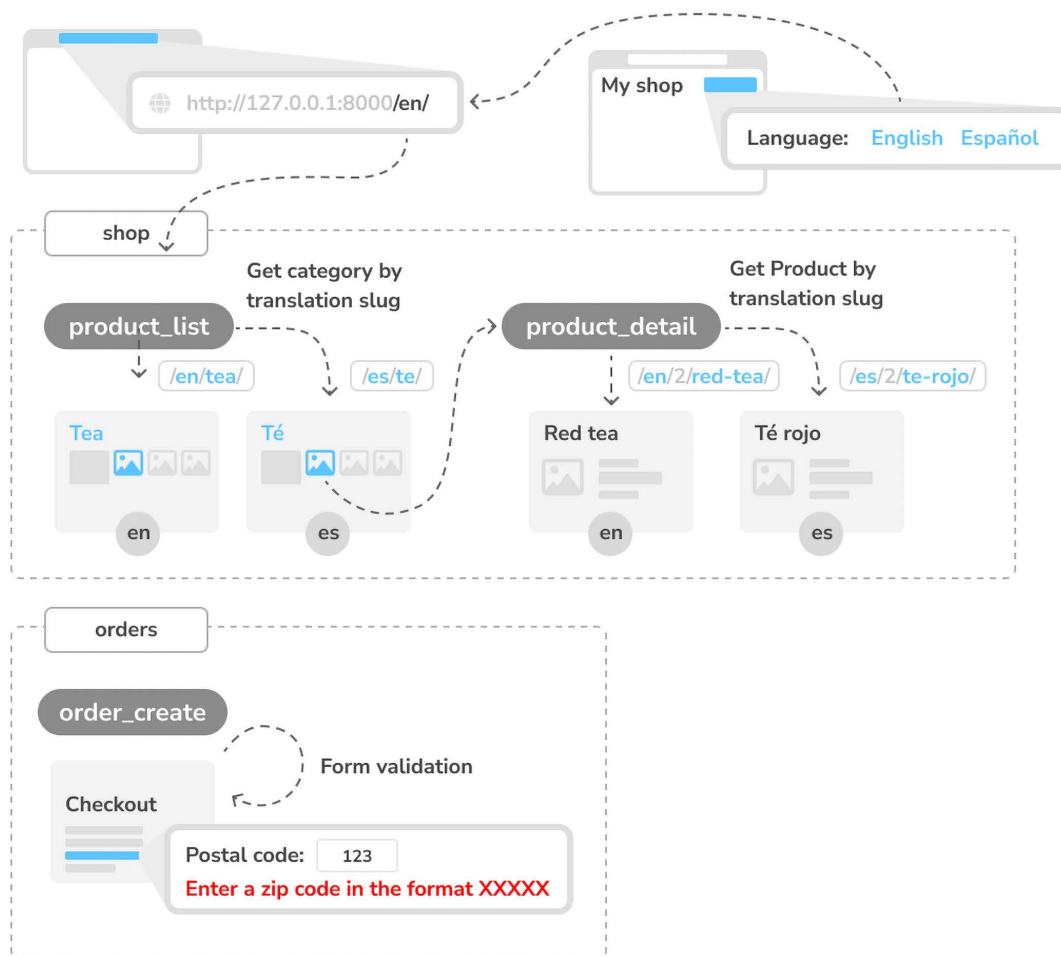 http://127.0.0.1:8000/en/
My shop
Language: English Español
shop
Get category by
translation slug
Get Product by
translation slug
product_list
product_detail
/en/tea/
/es/te/
/en/2/red-tea/
/es/2/te-rojo/
Tea
Té
Red tea
Té rojo
en
es
en
es
orders
order_create
Form validation
Checkout
Postal code: 123
Enter a zip code in the format XXXXX